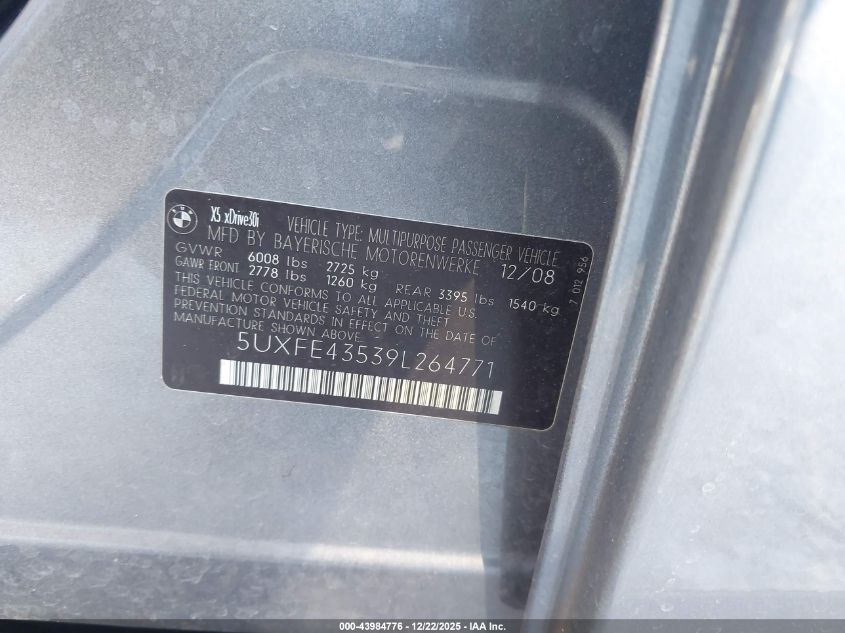 BMW
X5 xDrive30i
VEHICLE TYPE: MULTIPURPOSE PASSENGER VEHICLE
MFD BY BAYERISCHE MOTORENWERKE 12/08
GVWR 6008 lbs 2725 kg
GAWR FRONT 2778 lbs 1260 kg REAR 3395 lbs 1540 kg
THIS VEHICLE CONFORMS TO ALL APPLICABLE U.S.
FEDERAL MOTOR VEHICLE SAFETY AND THEFT
PREVENTION STANDARDS IN EFFECT ON THE DATE OF
MANUFACTURE SHOWN ABOVE.
5UXFE43539L264771
7 012 956
000-43984776 - 12/22/2025 - IAA Inc.